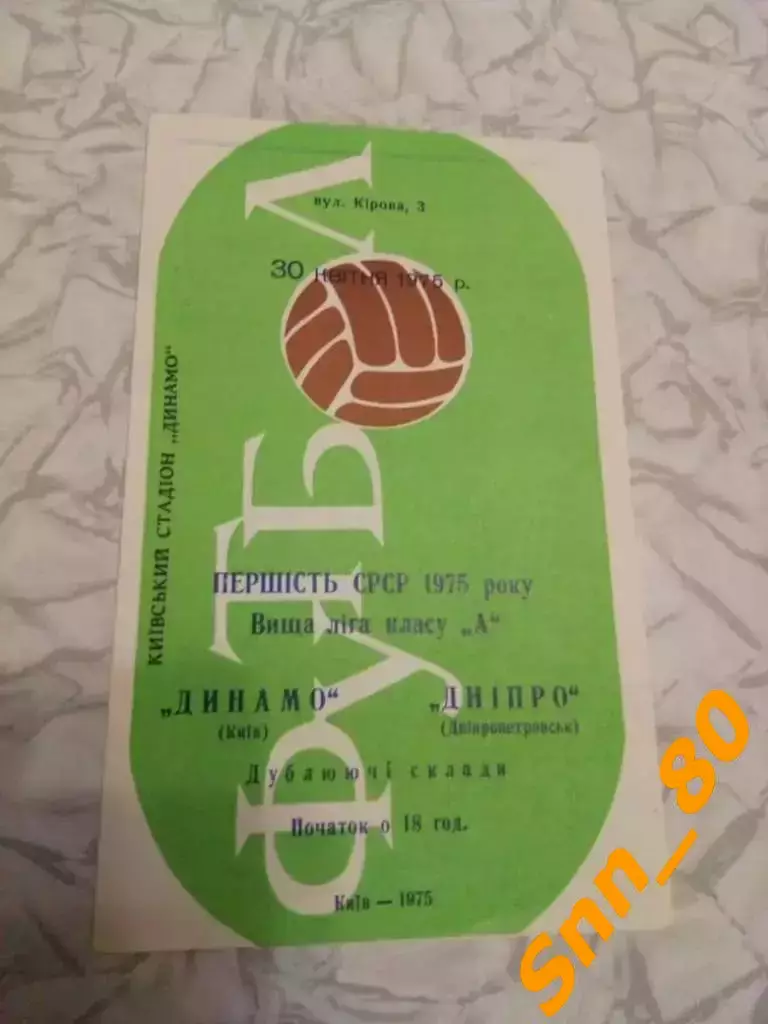 вул. Кірова, 3
30 квітня 1975 р.
КИЇВСЬКИЙ СТАДІОН „ДИНАМО“
ФУТБОЛ
ПЕРШІСТЬ СРСР 1975 року
Вища ліга класу „А“
„ДИНАМО“ „ДНІПРО“
(Київ) (Дніпропетровськ)
Дублюючі склади
Початок о 18 год.
Київ — 1975
Snn_80